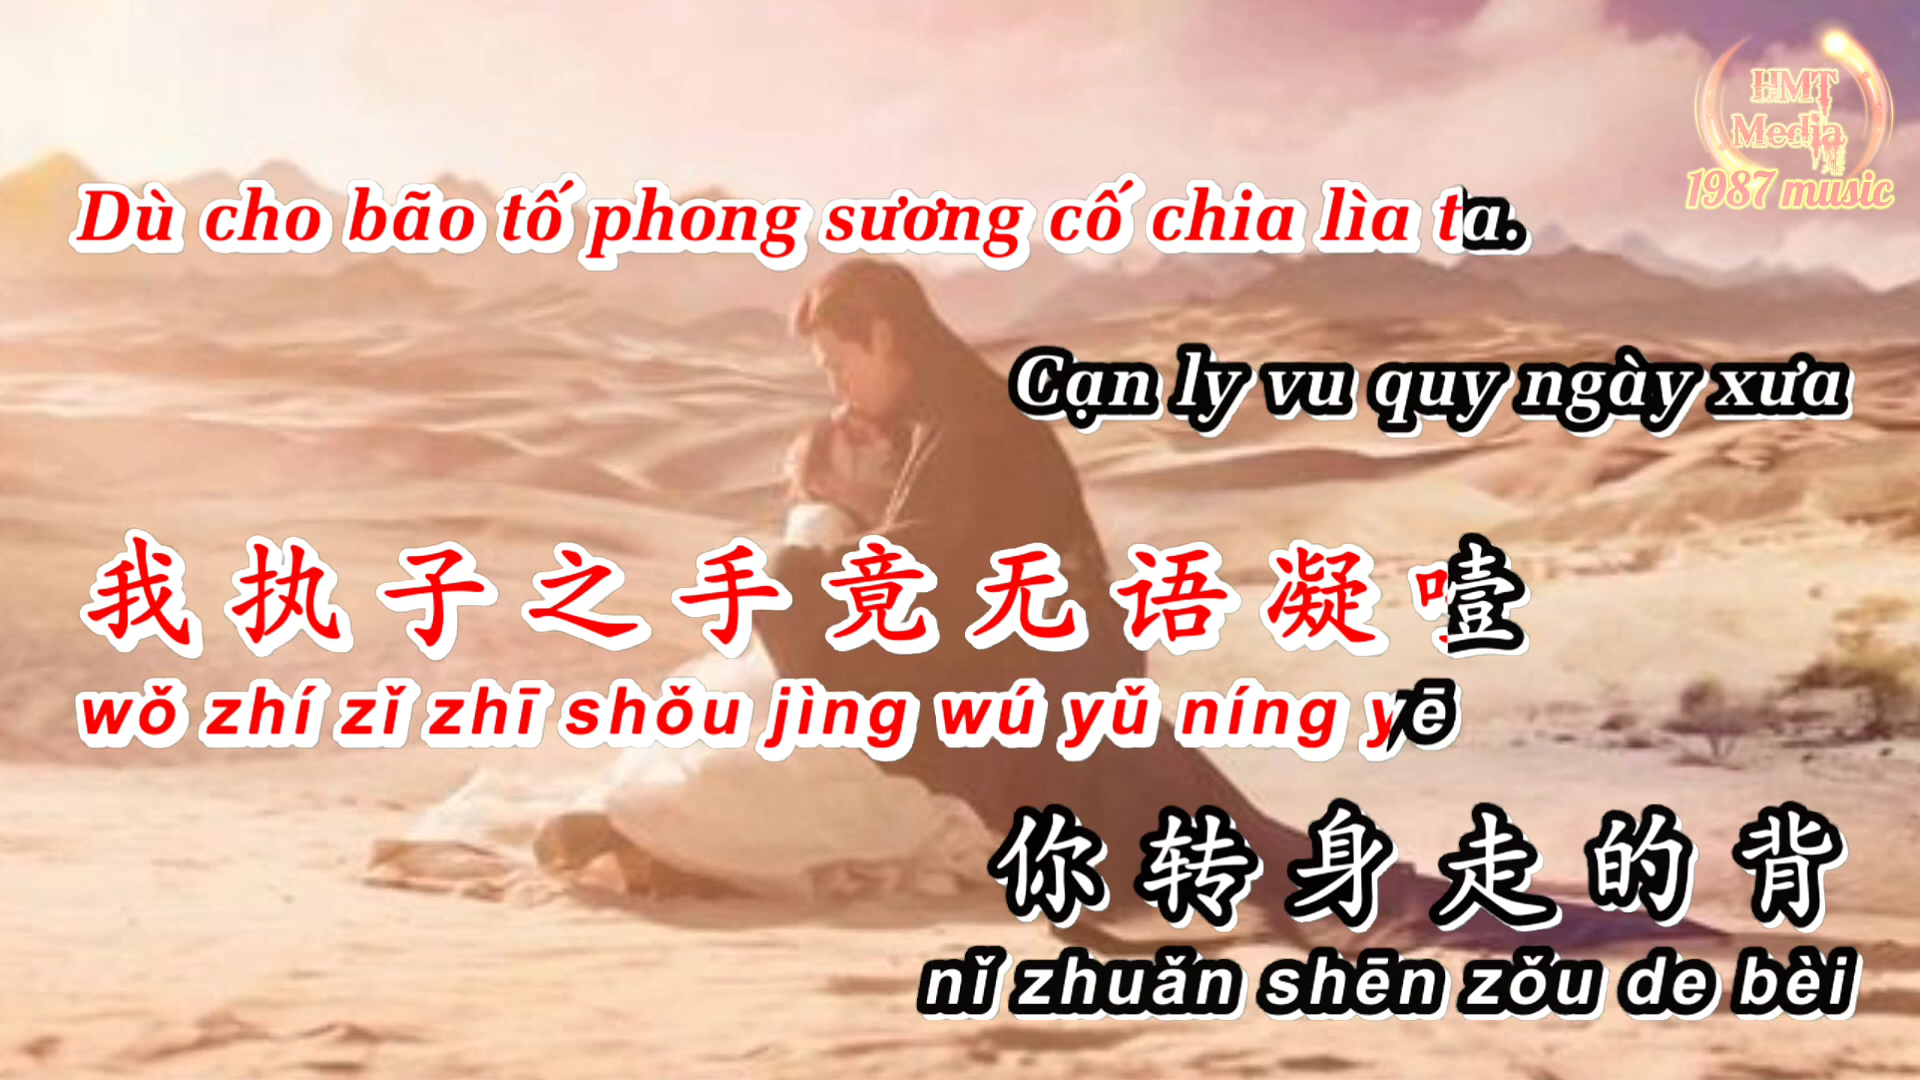 HMT
Media
1987 music
Dù cho bão tố phong sương cố chia lìa ta.
Cạn ly vu quy ngày xưa
我执子之手竟无语凝噎
wǒ zhí zǐ zhī shǒu jìng wú yǔ níng yē
你转身走的背
nǐ zhuǎn shēn zǒu de bèi